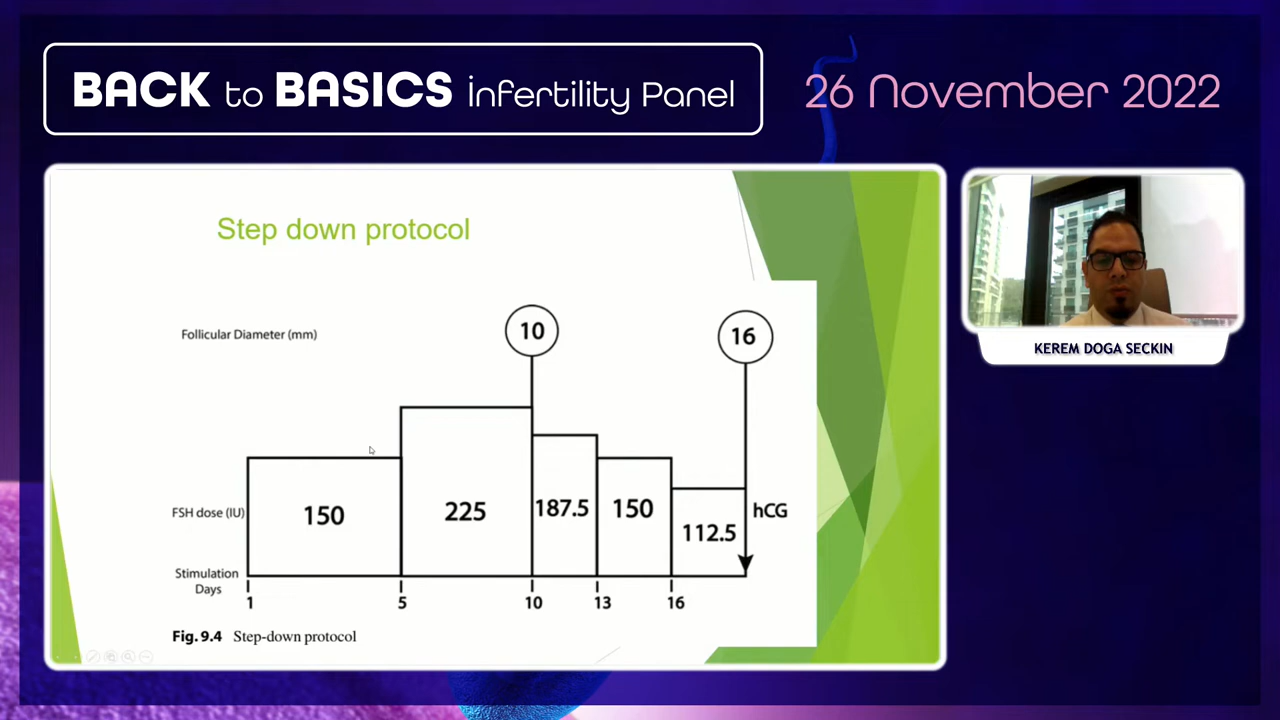 BACK to BASICS infertility Panel
26 November 2022
Step down protocol
Follicular Diameter (mm)
10
16
FSH dose (IU)
150
225
187.5
150
112.5
hCG
Stimulation
Days
1
5
10
13
16
Fig. 9.4 Step-down protocol
KEREM DOGA SECKIN